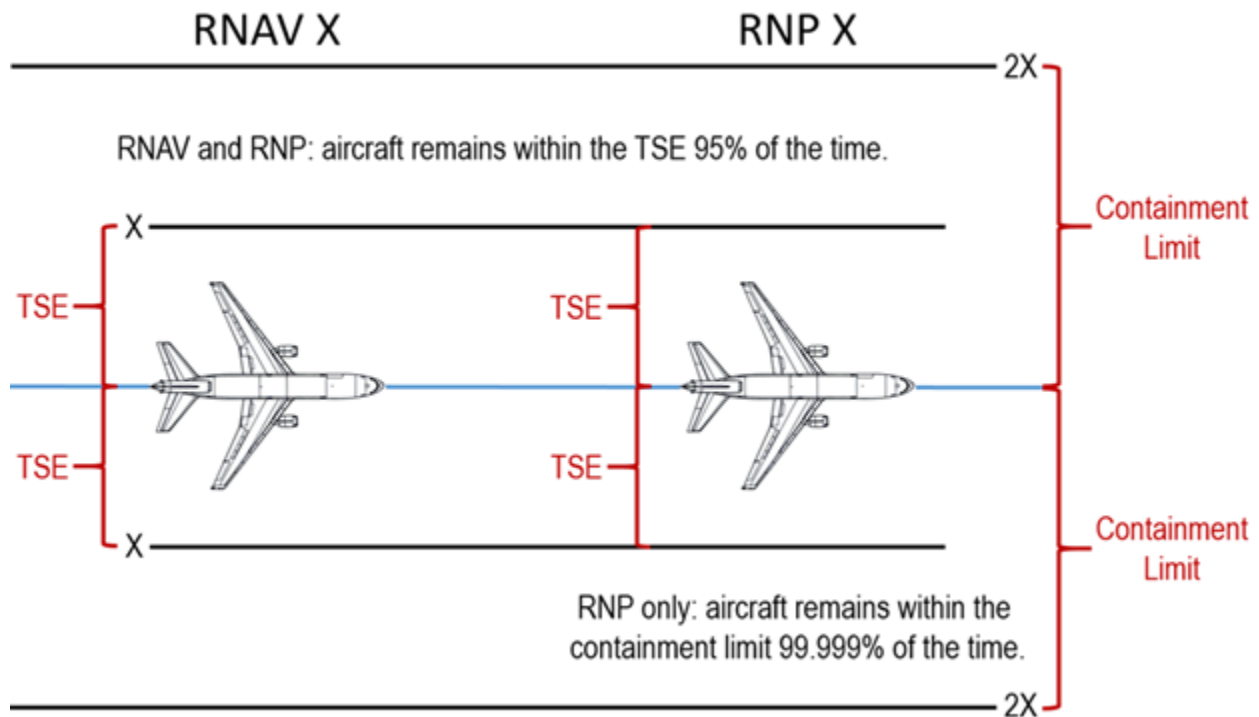 RNAV X
RNP X
2X
RNAV and RNP: aircraft remains within the TSE 95% of the time.
Containment
Limit
X
TSE
TSE
TSE
TSE
X
Containment
Limit
RNP only: aircraft remains within the
containment limit 99.999% of the time.
2X